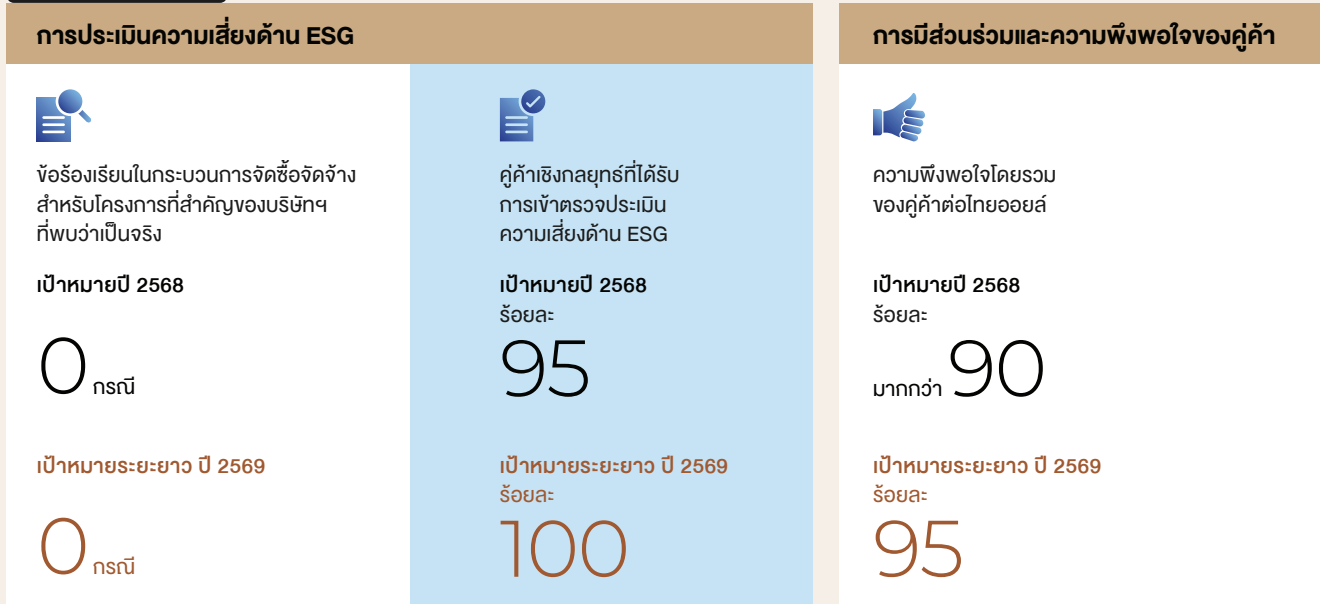 การประเมินความเสี่ยงด้าน ESG
ข้อร้องเรียนในกระบวนการจัดซื้อจัดจ้าง
สำหรับโครงการที่สำคัญของบริษัทฯ
ที่พบว่าเป็นจริง
เป้าหมายปี 2568
0 กรณี
เป้าหมายระยะยาว ปี 2569
0 กรณี
คู่ค้าเชิงกลยุทธ์ที่ได้รับ
การเข้าตรวจประเมิน
ความเสี่ยงด้าน ESG
เป้าหมายปี 2568
ร้อยละ
95
เป้าหมายระยะยาว ปี 2569
ร้อยละ
100
การมีส่วนร่วมและความพึงพอใจของคู่ค้า
ความพึงพอใจโดยรวม
ของคู่ค้าต่อไทยออยล์
เป้าหมายปี 2568
ร้อยละ
มากกว่า 90
เป้าหมายระยะยาว ปี 2569
ร้อยละ
95